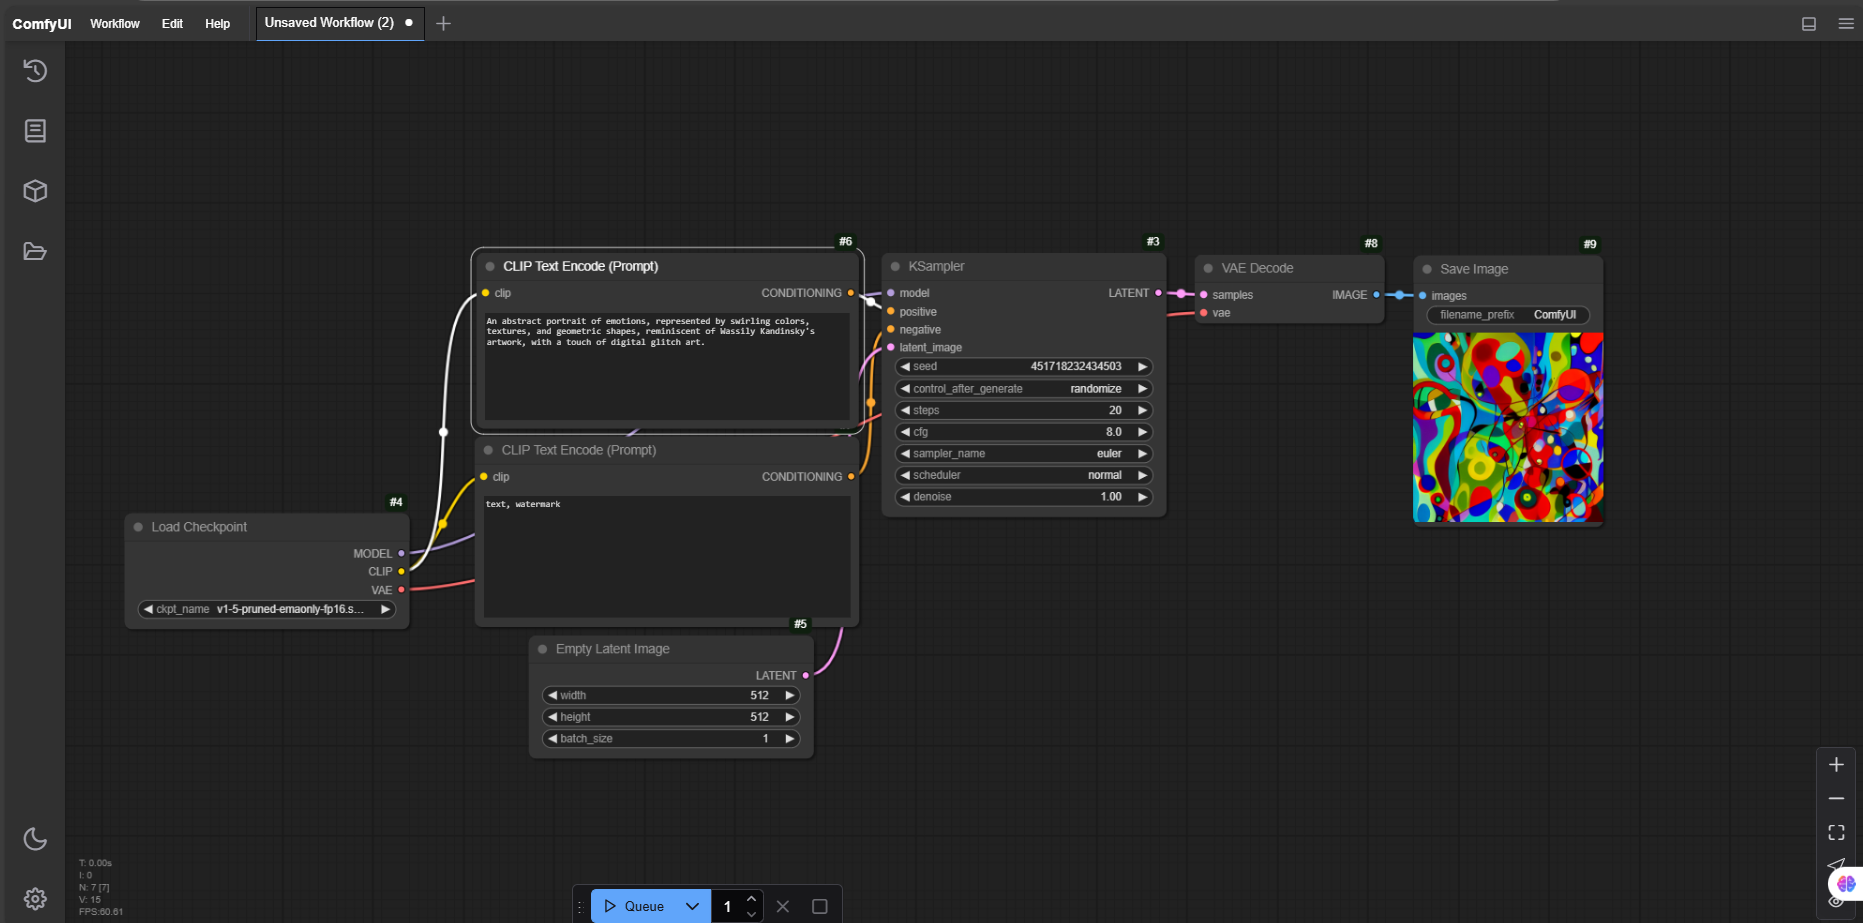 ComfyUI Workflow Edit Help Unsaved Workflow (2)
#6
CLIP Text Encode (Prompt)
clip CONDITIONING
An abstract portrait of emotions, represented by swirling colors,
textures, and geometric shapes, reminiscent of Wassily Kandinsky's
artwork, with a touch of digital glitch art.
#3
KSampler
model LATENT
positive
negative
latent_image
seed 451718232434503
control_after_generate randomize
steps 20
cfg 8.0
sampler_name euler
scheduler normal
denoise 1.00
#8
VAE Decode
samples IMAGE
vae
#9
Save Image
images
filename_prefix ComfyUI
CLIP Text Encode (Prompt)
clip CONDITIONING
text, watermark
#4
Load Checkpoint
MODEL
CLIP
VAE
ckpt_name v1-5-pruned-emaonly-fp16.s...
#5
Empty Latent Image
LATENT
width 512
height 512
batch_size 1
T: 0.00s
I: 0
N: 7 [7]
V: 15
FPS:60.61
Queue 1